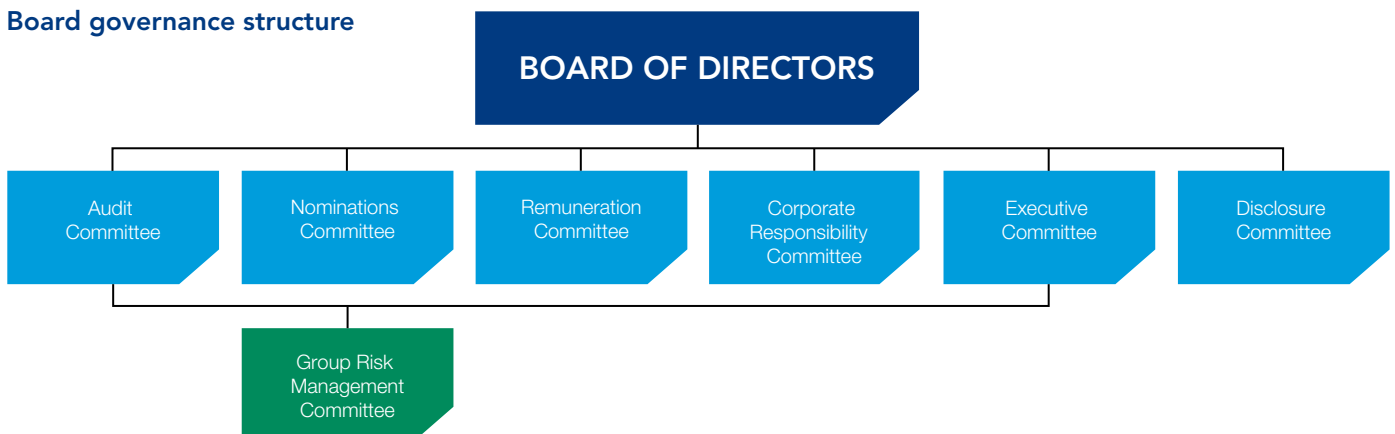 Board governance structure
BOARD OF DIRECTORS
Audit
Committee
Nominations
Committee
Remuneration
Committee
Corporate
Responsibility
Committee
Executive
Committee
Disclosure
Committee
Group Risk
Management
Committee